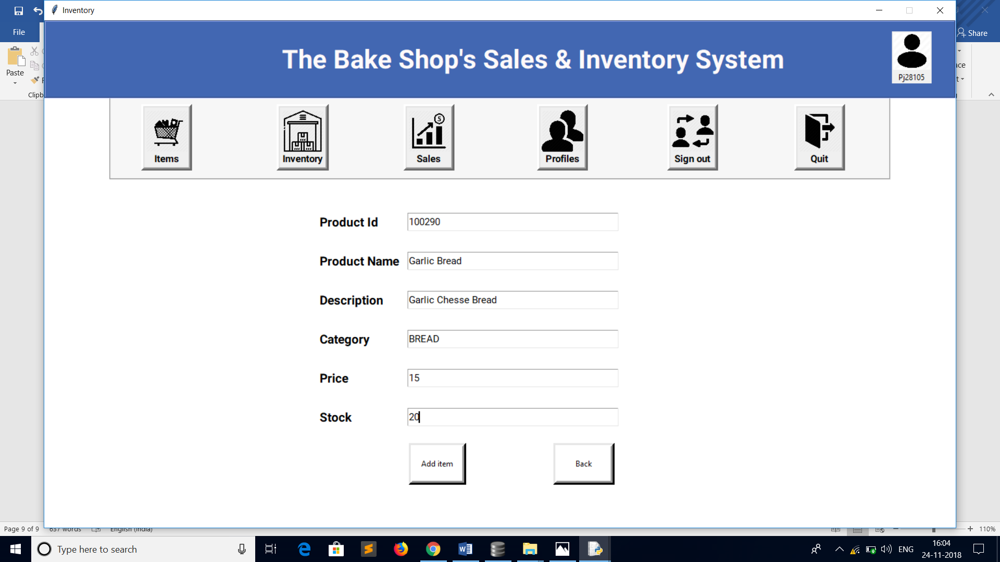 Inventory
File
Share
The Bake Shop's Sales & Inventory System
Pj28105
Paste
Clipb
Items
Inventory
Sales
Profiles
Sign out
Quit
Product Id 100290
Product Name Garlic Bread
Description Garlic Chesse Bread
Category BREAD
Price 15
Stock 20
Add item Back
Page 9 of 9 637 words English (India) 110%
Type here to search ENG 16:04
24-11-2018